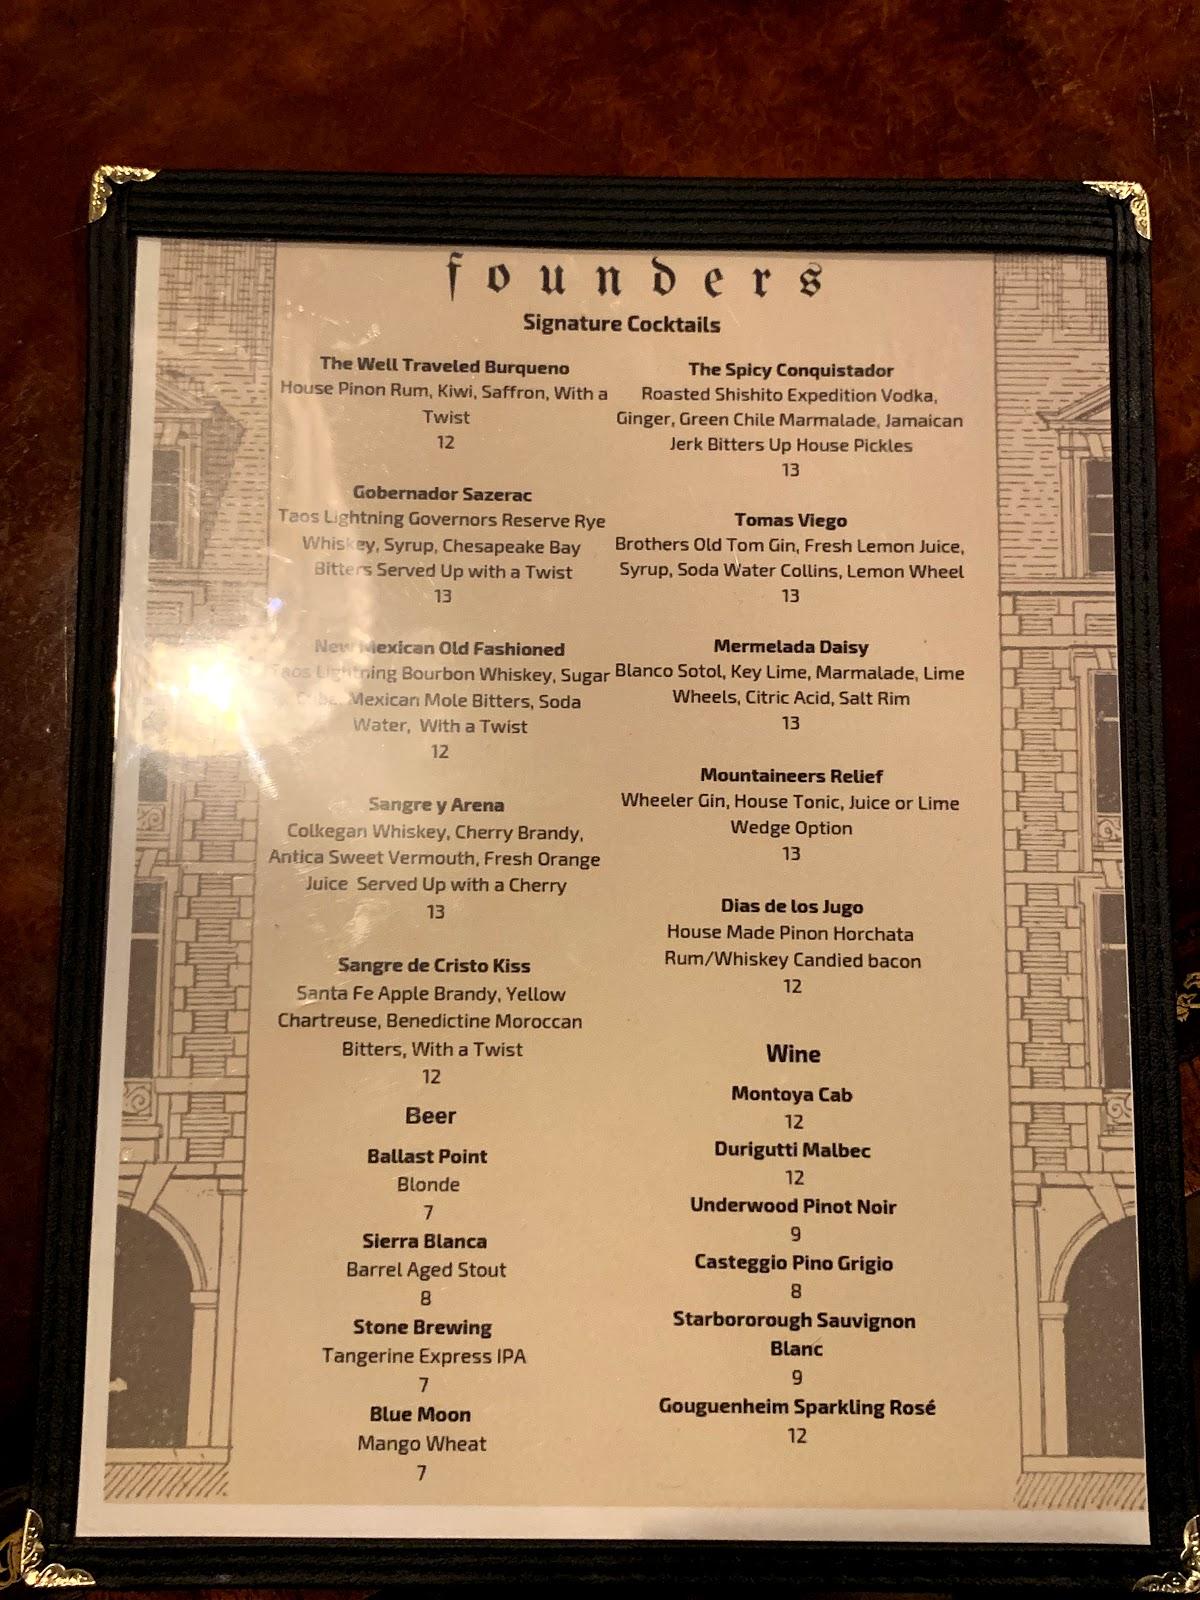 founders
Signature Cocktails
The Well Traveled Burqueno
House Pinon Rum, Kiwi, Saffron, With a
Twist
12
Gobernador Sazerac
Taos Lightning Governors Reserve Rye
Whiskey, Syrup, Chesapeake Bay
Bitters Served Up with a Twist
13
New Mexican Old Fashioned
Taos Lightning Bourbon Whiskey, Sugar
Cube, Mexican Mole Bitters, Soda
Water, With a Twist
12
Sangre y Arena
Colkegan Whiskey, Cherry Brandy,
Antica Sweet Vermouth, Fresh Orange
Juice Served Up with a Cherry
13
Sangre de Cristo Kiss
Santa Fe Apple Brandy, Yellow
Chartreuse, Benedictine Moroccan
Bitters, With a Twist
12
Beer
Ballast Point
Blonde
7
Sierra Blanca
Barrel Aged Stout
8
Stone Brewing
Tangerine Express IPA
7
Blue Moon
Mango Wheat
7
The Spicy Conquistador
Roasted Shishito Expedition Vodka,
Ginger, Green Chile Marmalade, Jamaican
Jerk Bitters Up House Pickles
13
Tomas Viego
Brothers Old Tom Gin, Fresh Lemon Juice,
Syrup, Soda Water Collins, Lemon Wheel
13
Mermelada Daisy
Blanco Sotol, Key Lime, Marmalade, Lime
Wheels, Citric Acid, Salt Rim
13
Mountaineers Relief
Wheeler Gin, House Tonic, Juice or Lime
Wedge Option
13
Dias de los Jugo
House Made Pinon Horchata
Rum/Whiskey Candied bacon
12
Wine
Montoya Cab
12
Durigutti Malbec
12
Underwood Pinot Noir
9
Casteggio Pino Grigio
8
Starbororough Sauvignon
Blanc
9
Gouguenheim Sparkling Rosé
12